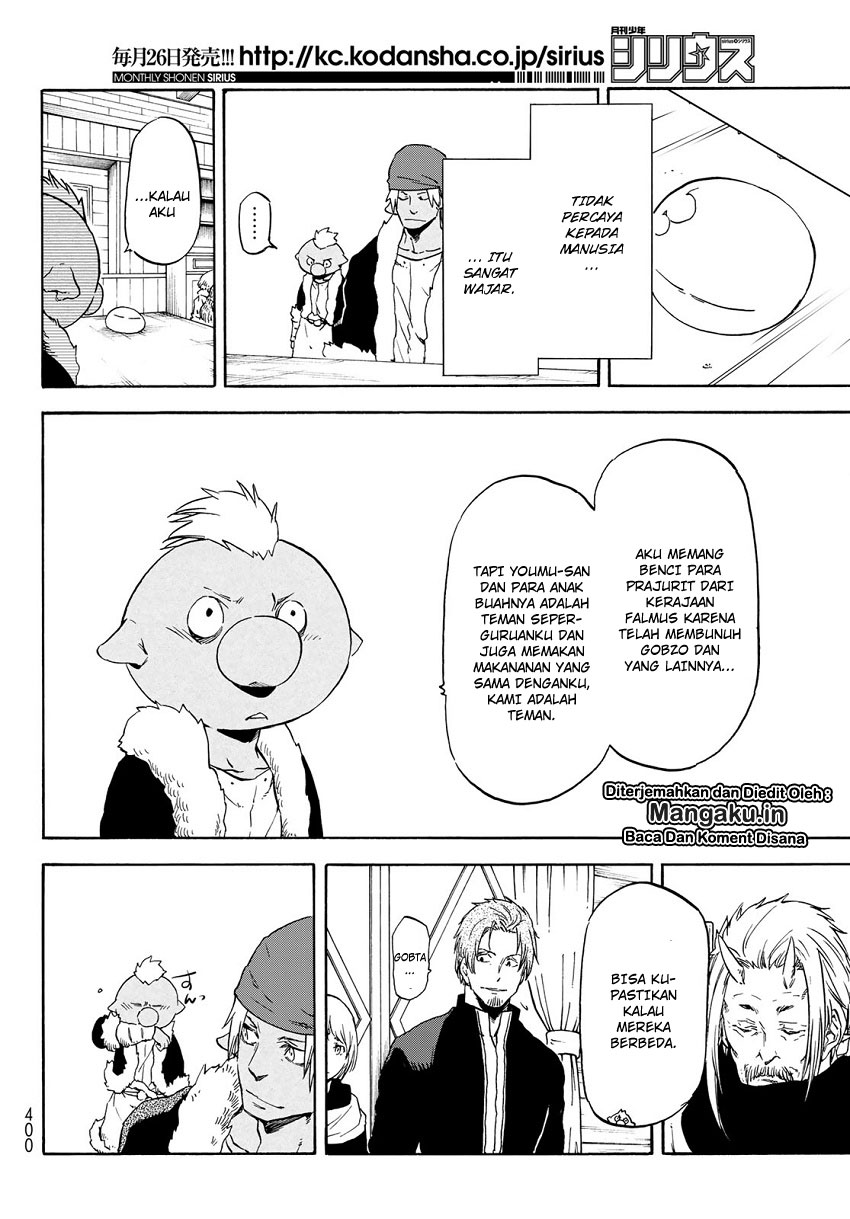 毎月26日発売!!! http://kc.kodansha.co.jp/sirius
MONTHLY SHONEN SIRIUS
月刊少年
シリウス
TIDAK
PERCAYA
KEPADA
MANUSIA
...
... ITU
SANGAT
WAJAR.
......
...KALAU
AKU
AKU MEMANG
BENCI PARA
PRAJURIT DARI
KERAJAAN
FALMUS KARENA
TELAH MEMBUNUH
GOBZO DAN
YANG LAINNYA...
TAPI YOUMU-SAN
DAN PARA ANAK
BUAHNYA ADALAH
TEMAN SEPER-
GURUANKU DAN
JUGA MEMAKAN
MAKANANAN YANG
SAMA DENGANKU,
KAMI ADALAH
TEMAN.
Diterjemahkan dan Diedit Oleh :
Mangaku.in
Baca Dan Koment Disana
BISA KU-
PASTIKAN
KALAU
MEREKA
BERBEDA.
GOBTA
...
すんっ
400